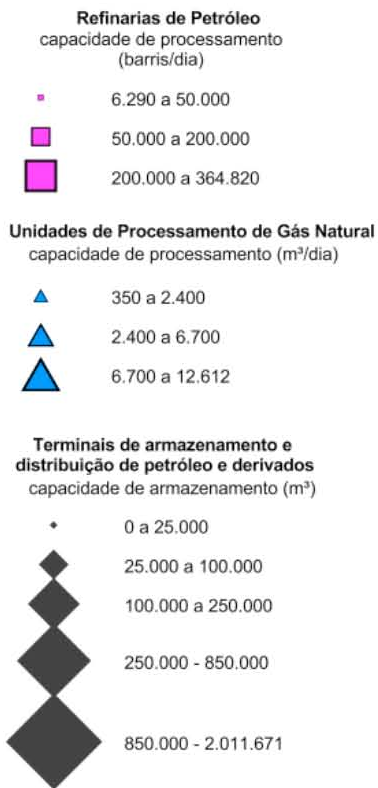 Refinarias de Petróleo
capacidade de processamento
(barris/dia)
6.290 a 50.000
50.000 a 200.000
200.000 a 364.820
Unidades de Processamento de Gás Natural
capacidade de processamento (m³/dia)
350 a 2.400
2.400 a 6.700
6.700 a 12.612
Terminais de armazenamento e
distribuição de petróleo e derivados
capacidade de armazenamento (m³)
0 a 25.000
25.000 a 100.000
100.000 a 250.000
250.000 - 850.000
850.000 - 2.011.671